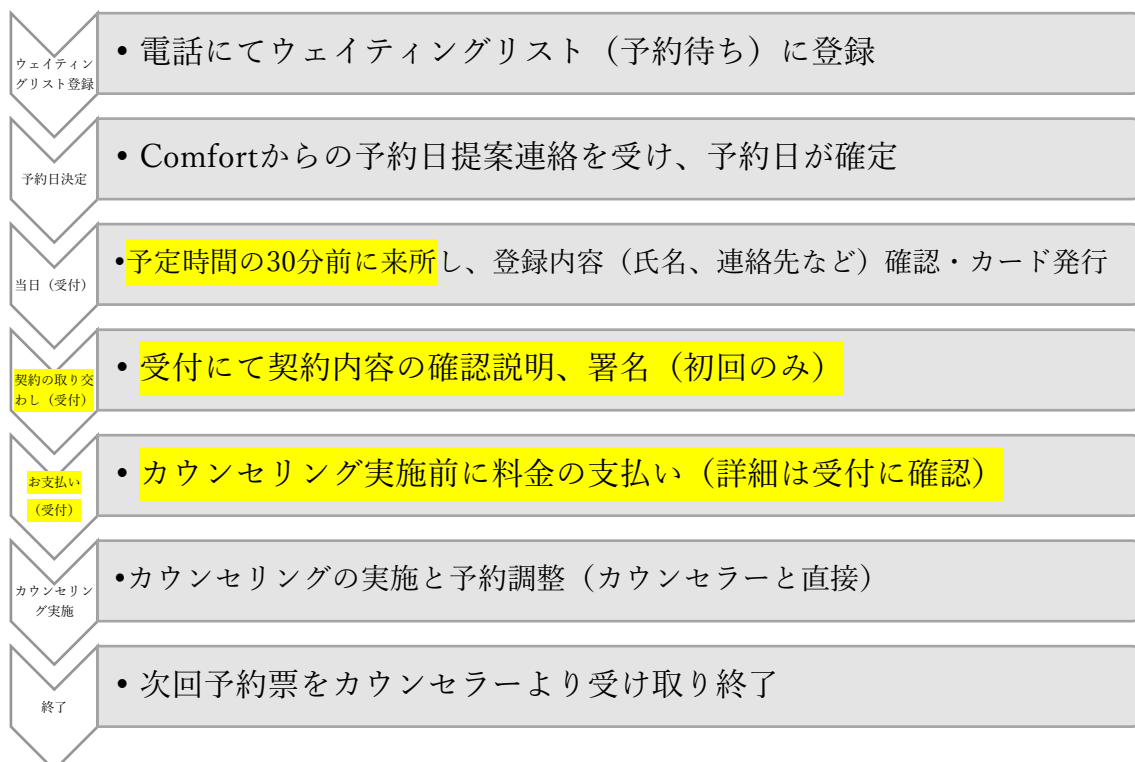 ウェイティン
グリスト登録
• 電話にてウェイティングリスト（予約待ち）に登録
予約日決定
• Comfortからの予約日提案連絡を受け、予約日が確定
当日（受付）
•予定時間の30分前に来所し、登録内容（氏名、連絡先など）確認・カード発行
契約の取り交
わし（受付）
• 受付にて契約内容の確認説明、署名（初回のみ）
お支払い
（受付）
• カウンセリング実施前に料金の支払い（詳細は受付に確認）
カウンセリン
グ実施
•カウンセリングの実施と予約調整（カウンセラーと直接）
終了
• 次回予約票をカウンセラーより受け取り終了